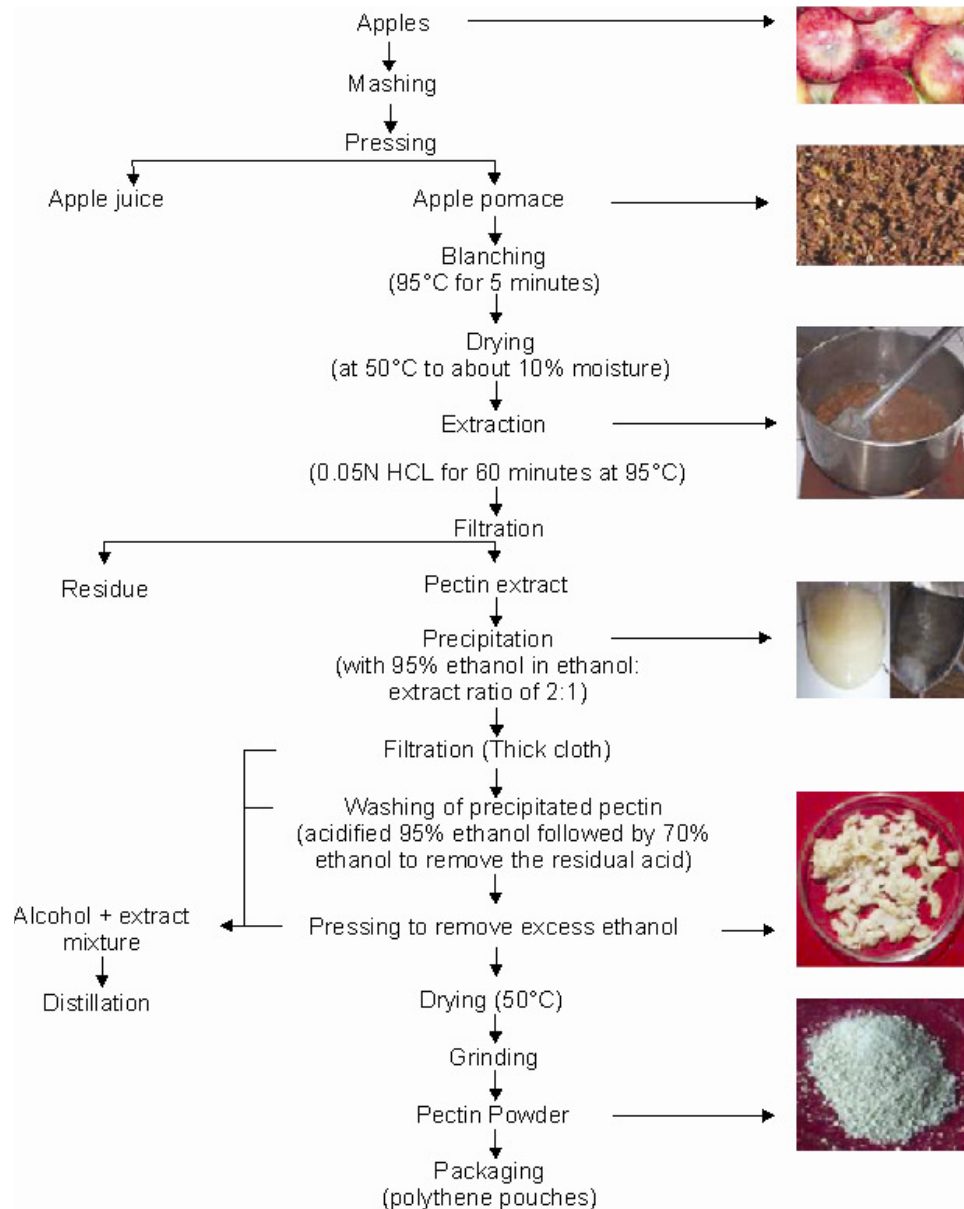 Apples
Mashing
Pressing
Apple juice
Apple pomace
Blanching
(95°C for 5 minutes)
Drying
(at 50°C to about 10% moisture)
Extraction
(0.05N HCL for 60 minutes at 95°C)
Filtration
Residue
Pectin extract
Precipitation
(with 95% ethanol in ethanol:
extract ratio of 2:1)
Filtration (Thick cloth)
Washing of precipitated pectin
(acidified 95% ethanol followed by 70%
ethanol to remove the residual acid)
Alcohol + extract
mixture
Pressing to remove excess ethanol
Distillation
Drying (50°C)
Grinding
Pectin Powder
Packaging
(polythene pouches)